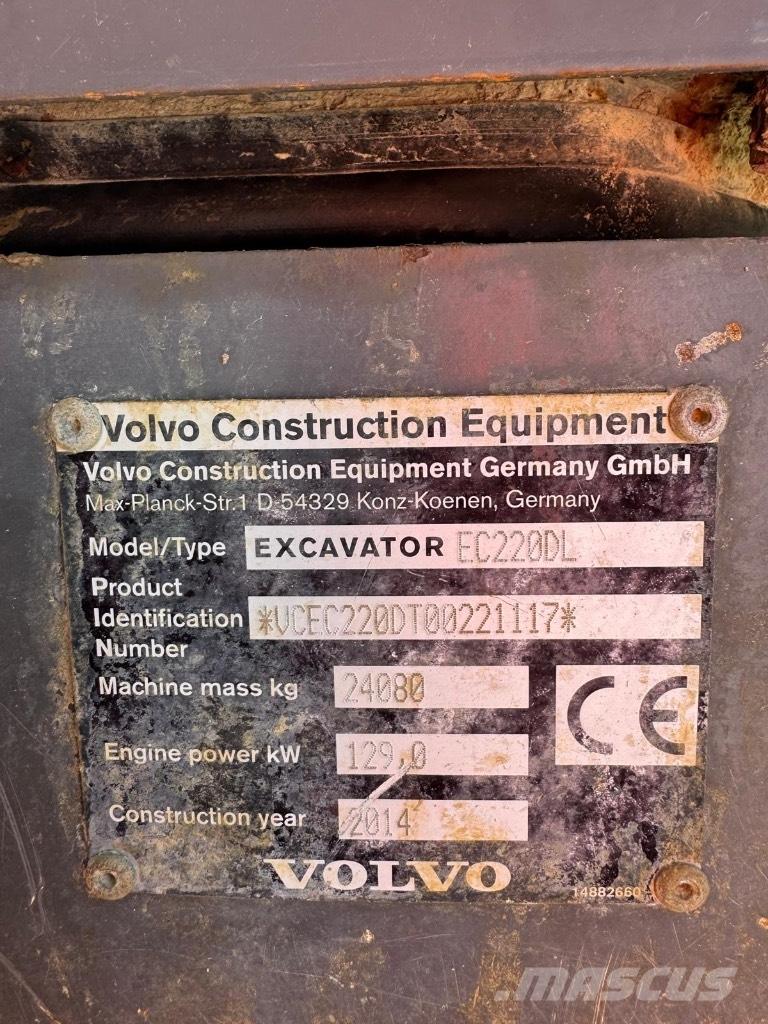 Volvo Construction Equipment
Volvo Construction Equipment Germany GmbH
Max-Planck-Str.1 D-54329 Konz-Koenen, Germany
Model/Type EXCAVATOR EC220DL
Product
Identification *VCEC220DT00221117*
Number
Machine mass kg 24080
CE
Engine power kW 129,0
Construction year 2014
VOLVO
14882660
MASCUS